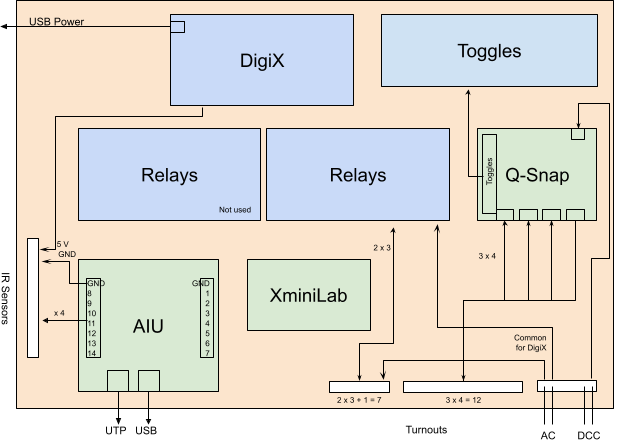 USB Power
DigiX
Toggles
Relays
Not used
Relays
Toggles
Q-Snap
5 V
GND
2 x 3
3 x 4
IR Sensors
x 4
GND
8
9
10
11
12
13
14
AIU
GND
1
2
3
4
5
6
7
XminiLab
Common
for DigiX
2 x 3 + 1 = 7
3 x 4 = 12
UTP
USB
Turnouts
AC
DCC